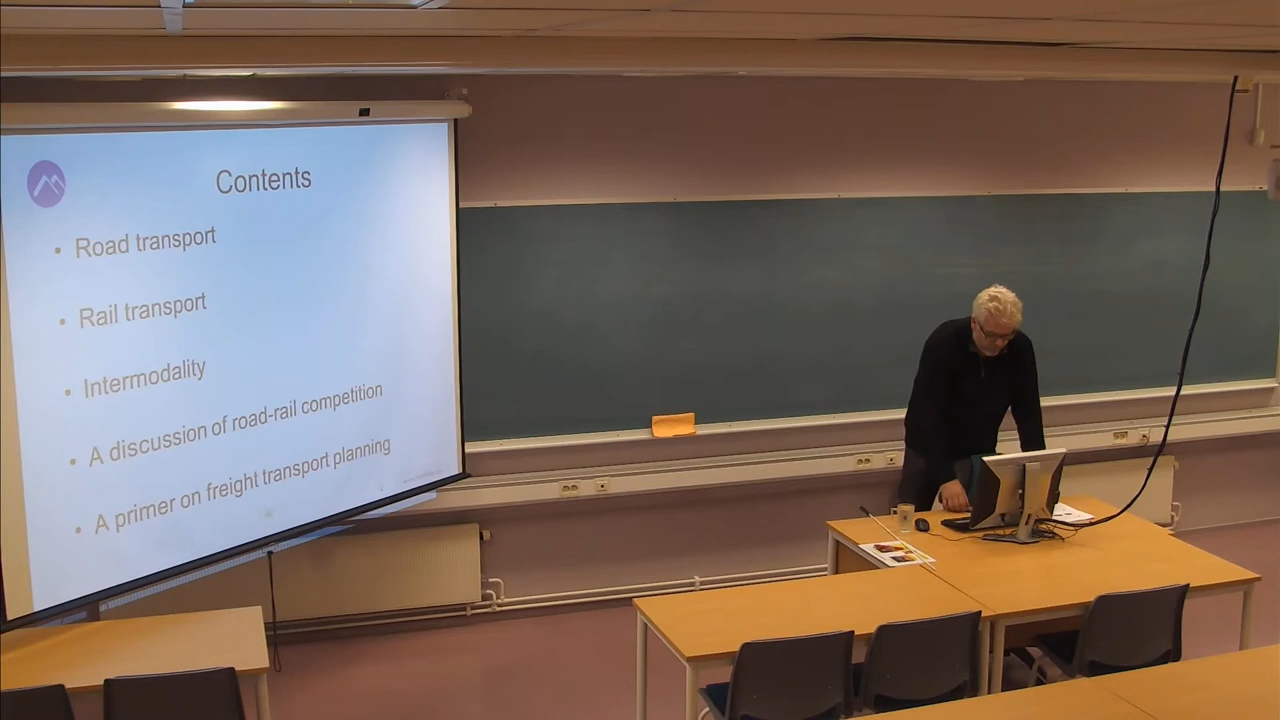 Contents
• Road transport
• Rail transport
• Intermodality
• A discussion of road-rail competition
• A primer on freight transport planning